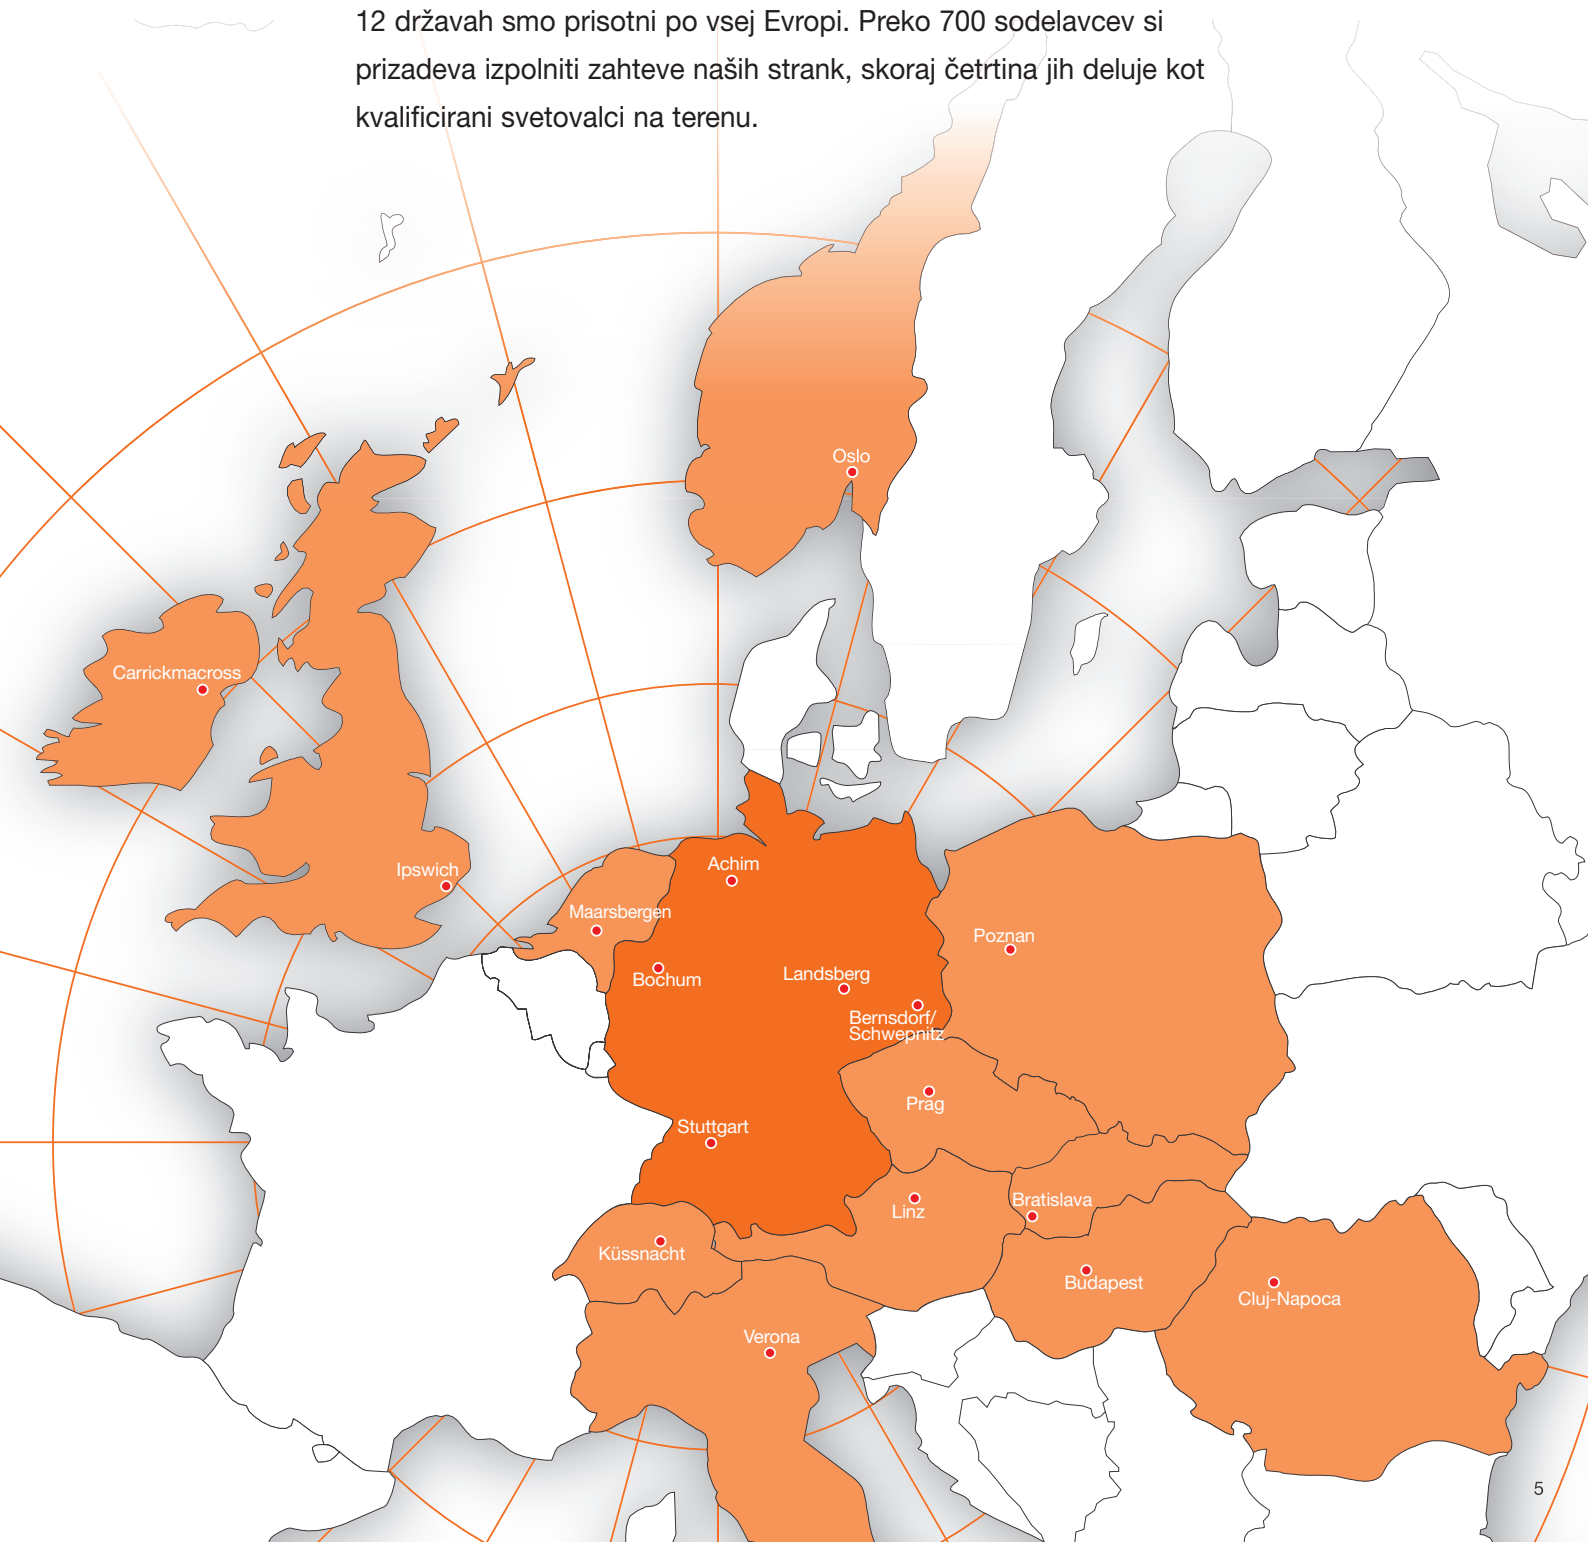 12 državah smo prisotni po vsej Evropi. Preko 700 sodelavcev si
prizadeva izpolniti zahteve naših strank, skoraj četrtina jih deluje kot
kvalificirani svetovalci na terenu.
Oslo
Carrickmacross
Ipswich
Achim
Maarsbergen
Poznan
Bochum
Landsberg
Bernsdorf/
Schwepnitz
Prag
Stuttgart
Linz
Bratislava
Küssnacht
Budapest
Cluj-Napoca
Verona
5